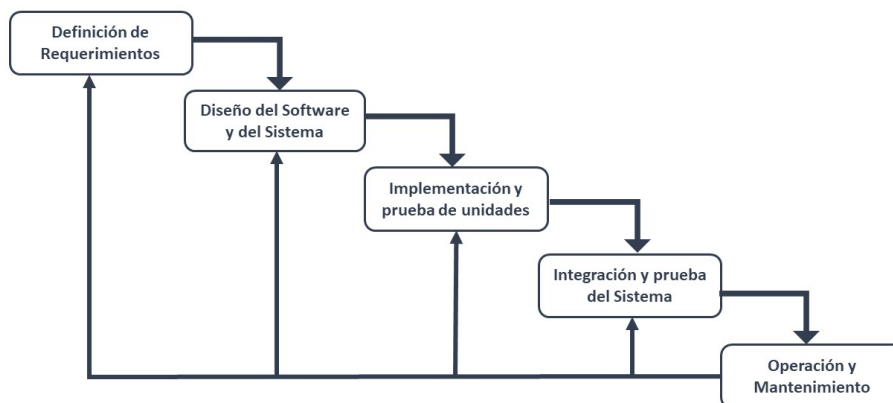 Definición de
Requerimientos
Diseño del Software
y del Sistema
Implementación y
prueba de unidades
Integración y prueba
del Sistema
Operación y
Mantenimiento